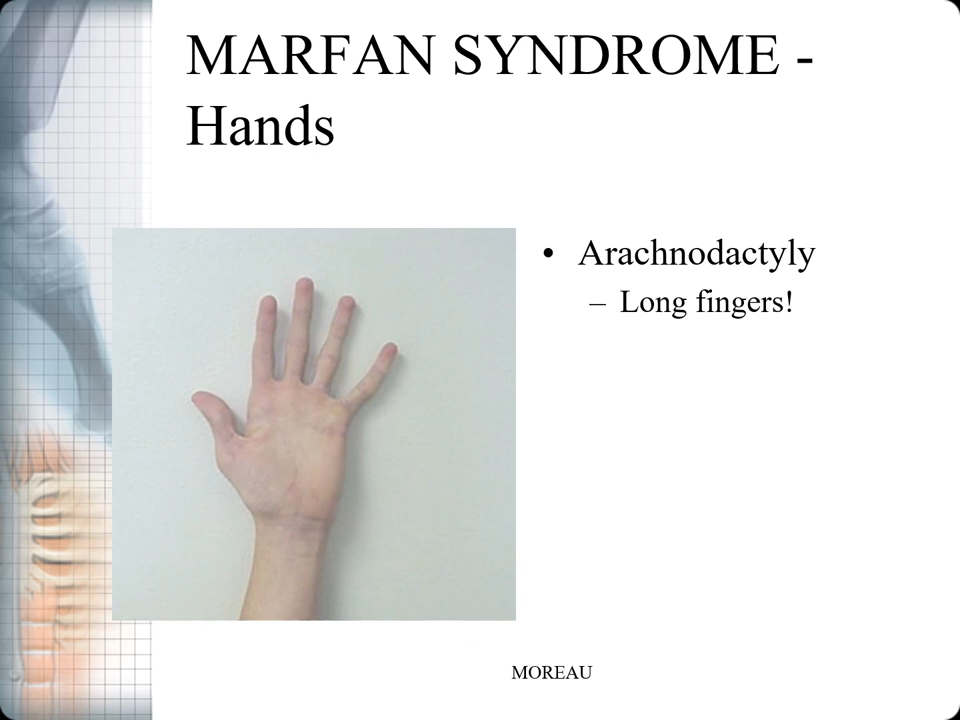 MARFAN SYNDROME -
Hands
• Arachnodactyly
– Long fingers!
MOREAU